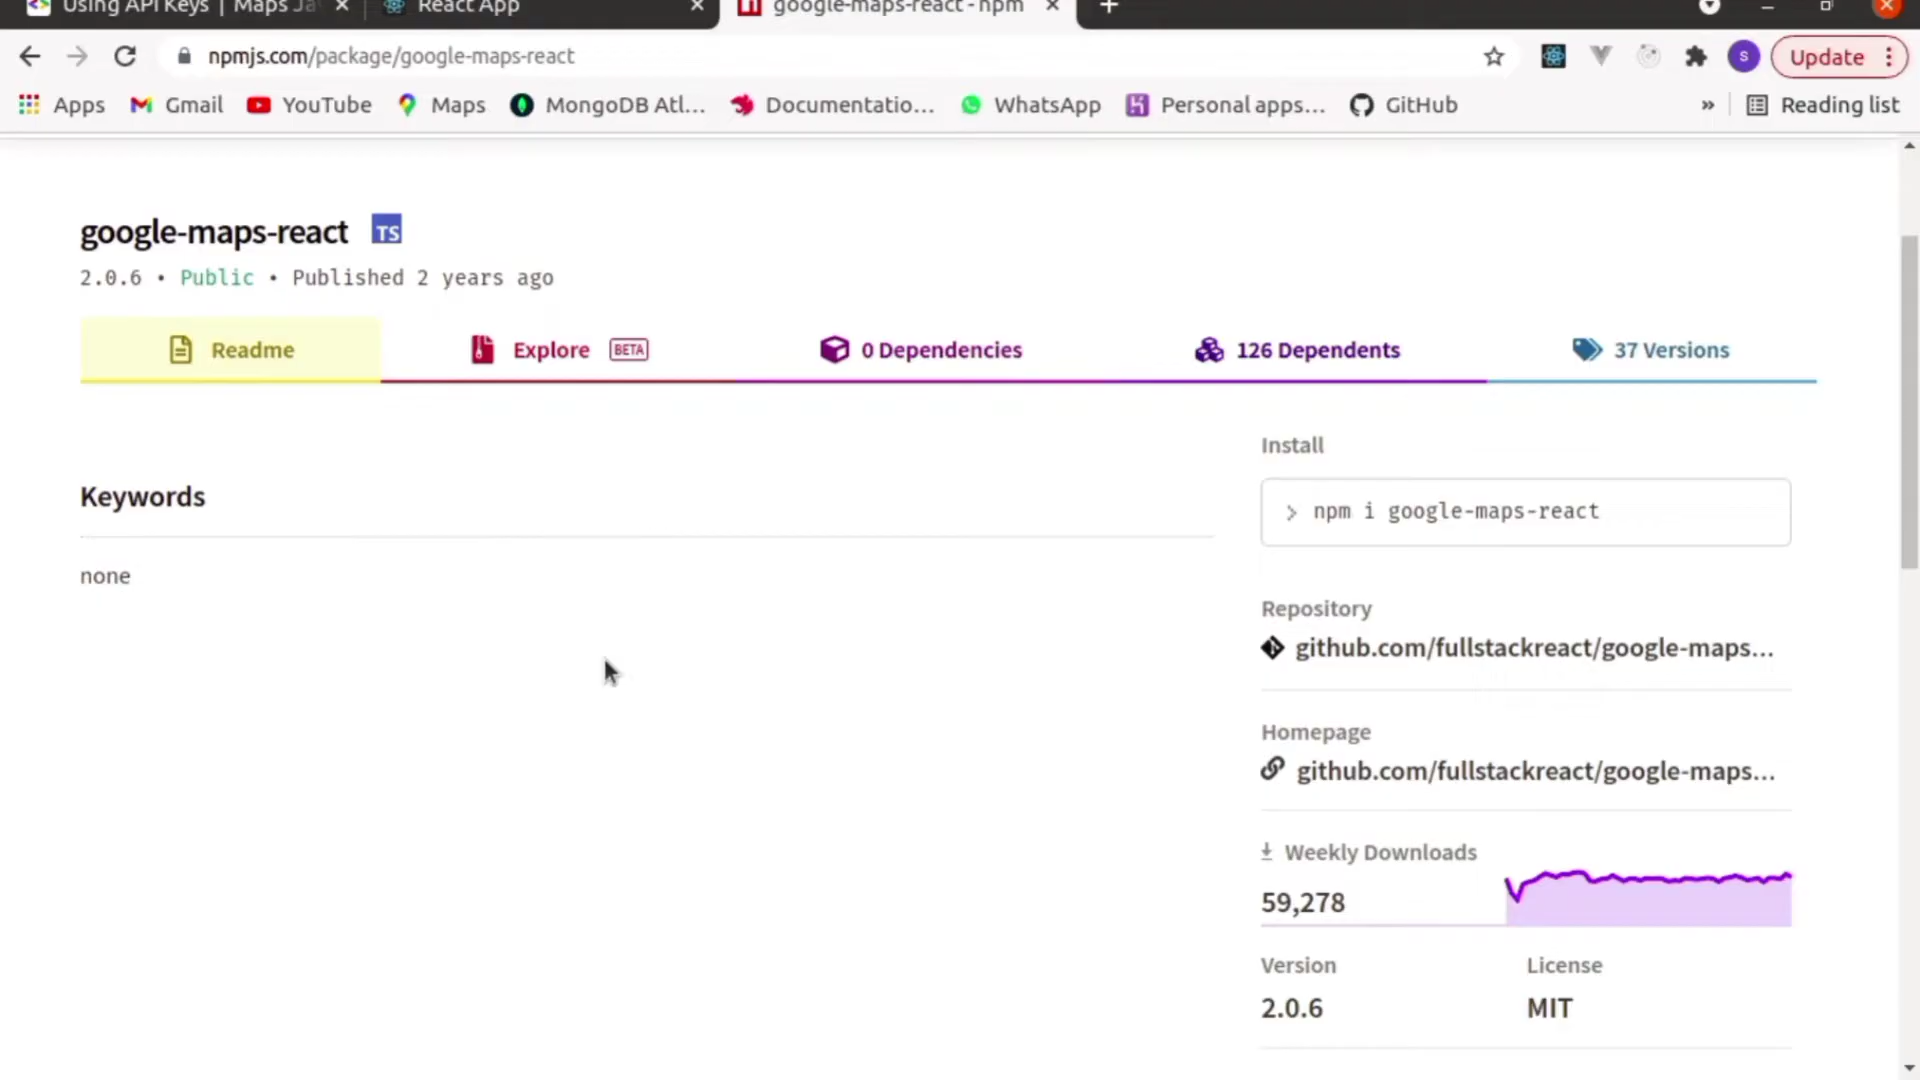 Using API Keys | Maps Ja
React App
google-maps-react - npm
npmjs.com/package/google-maps-react
S
Update
Apps
Gmail
YouTube
Maps
MongoDB Atl...
Documentatio...
WhatsApp
Personal apps...
GitHub
»
Reading list
google-maps-react TS
2.0.6 • Public • Published 2 years ago
Readme
Explore BETA
0 Dependencies
126 Dependents
37 Versions
Keywords
none
Install
> npm i google-maps-react
Repository
github.com/fullstackreact/google-maps...
Homepage
github.com/fullstackreact/google-maps...
Weekly Downloads
59,278
Version
License
2.0.6
MIT